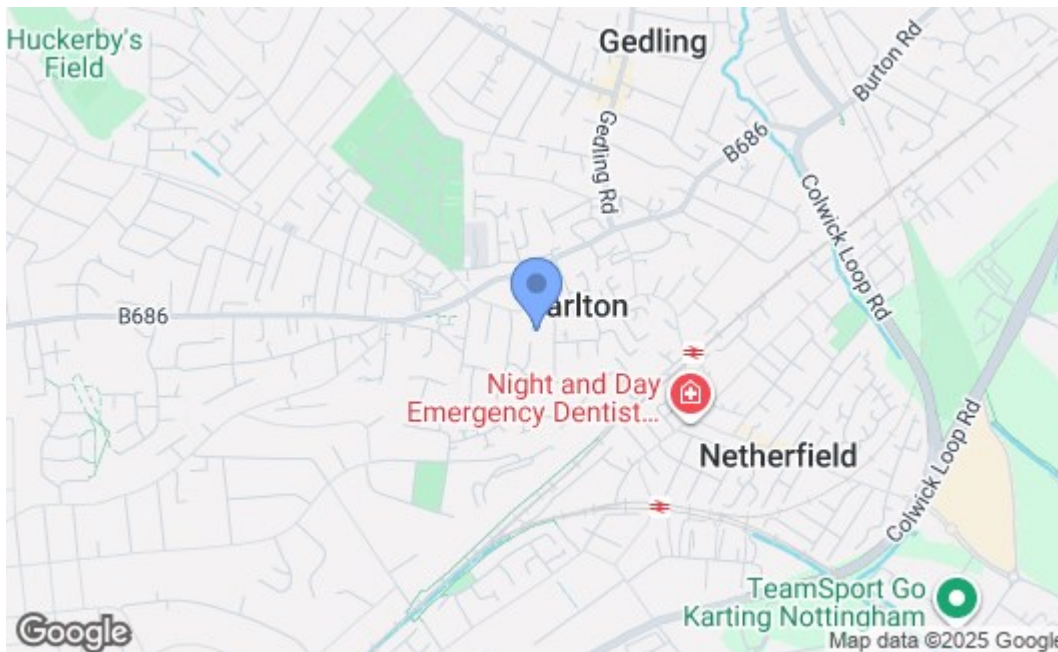 Huckerby's
Field
Gedling
Burton Rd
Gedling Rd
B686
Colwick Loop Rd
B686
arlton
Night and Day
Emergency Dentist...
Netherfield
Colwick Loop Rd
TeamSport Go
Karting Nottingham
Google
Map data ©2025 Google